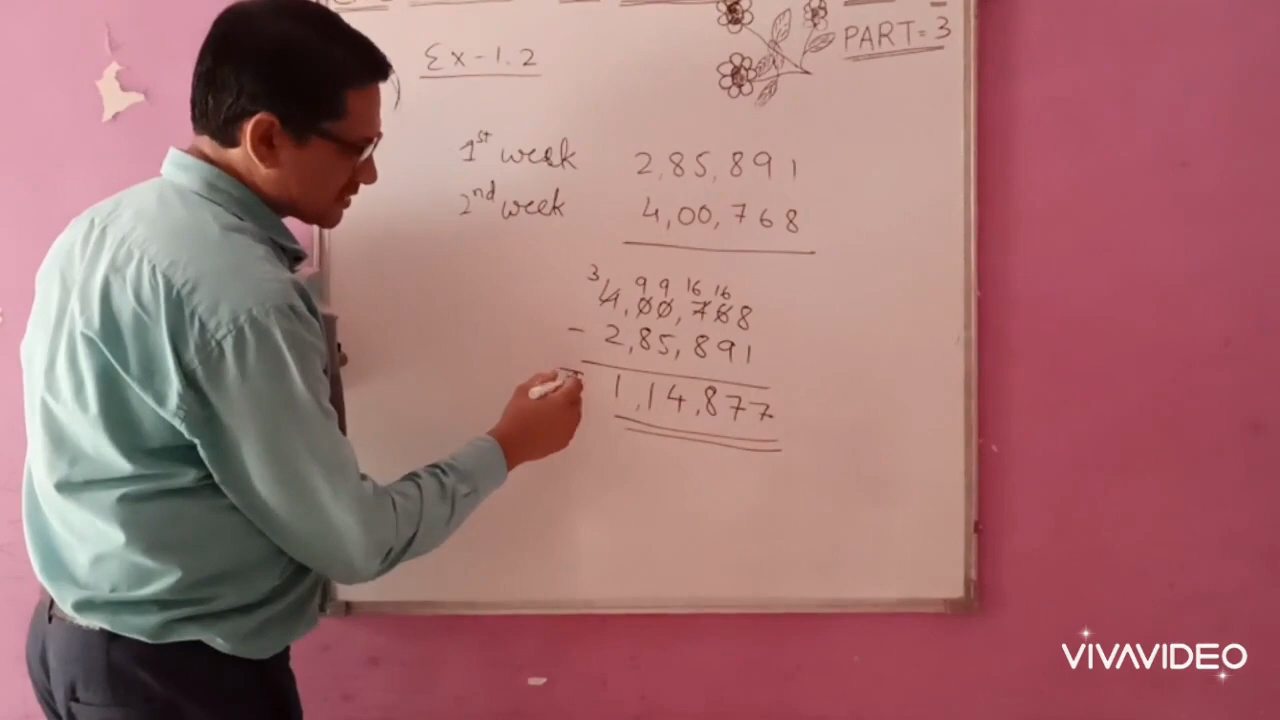 PART = 3
Ex - 1.2
1st week 2,85,891
2nd week 4,00,768
3 9 9 16 16
4,00,768
- 2,85,891
1,14,877
VIVAVIDEO